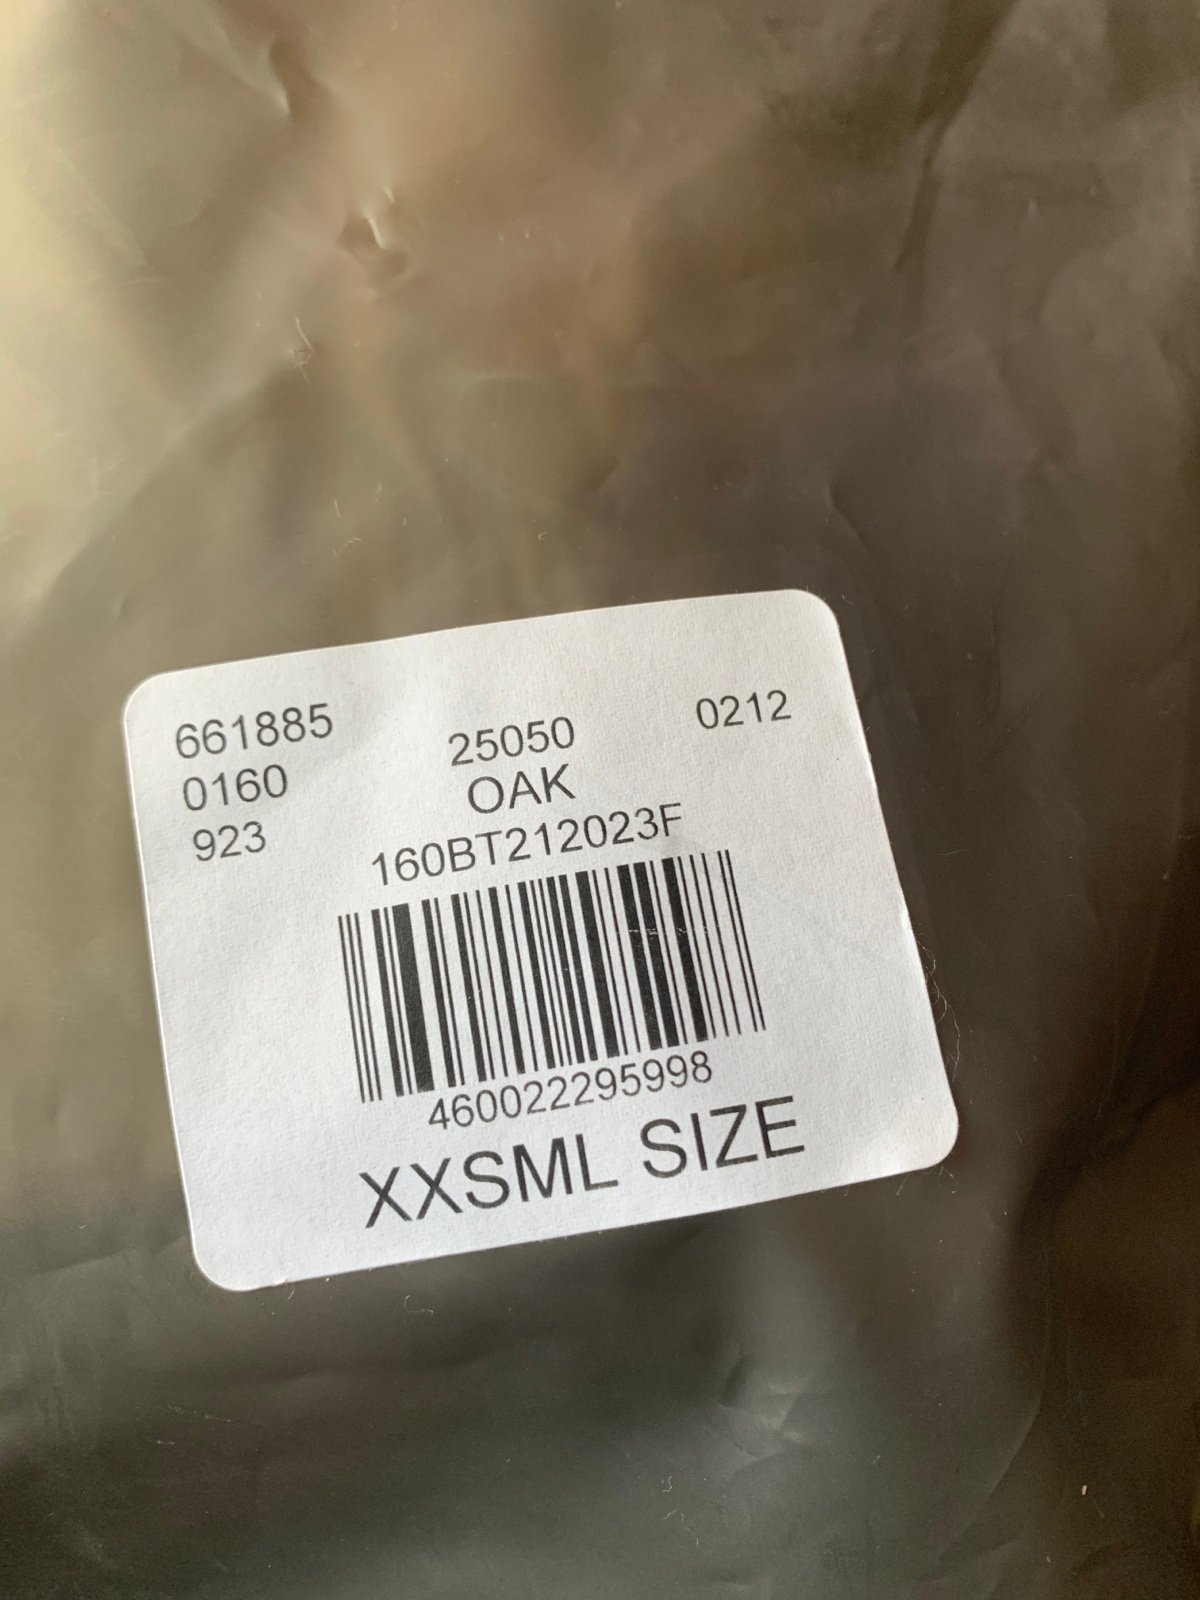 661885 25050 0212
0160 OAK
923 160BT212023F
460022295998
XXSML SIZE